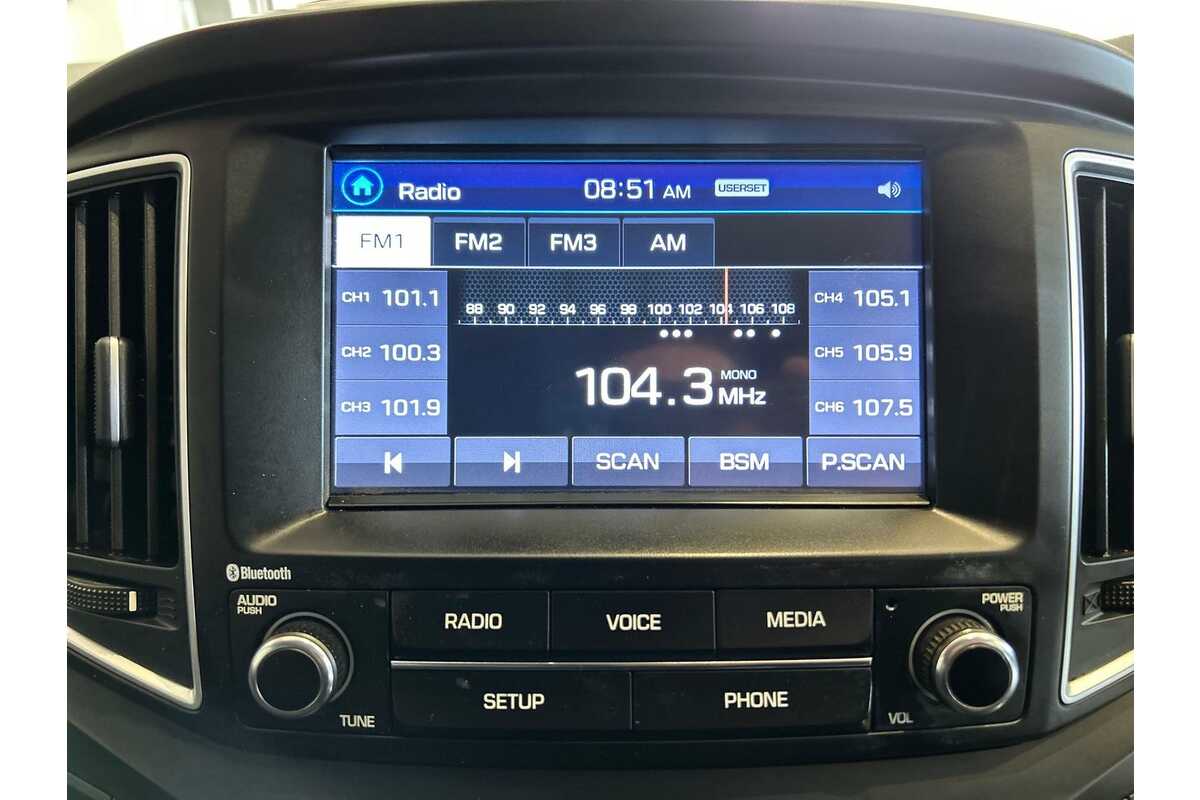 Radio 08:51 AM USERSET
FM1 FM2 FM3 AM
CH1 101.1
CH2 100.3
CH3 101.9
88 90 92 94 96 98 100 102 104 106 108
104.3 MONO MHz
CH4 105.1
CH5 105.9
CH6 107.5
SCAN BSM P.SCAN
Bluetooth
AUDIO PUSH
TUNE
RADIO VOICE MEDIA
SETUP PHONE
POWER PUSH
VOL